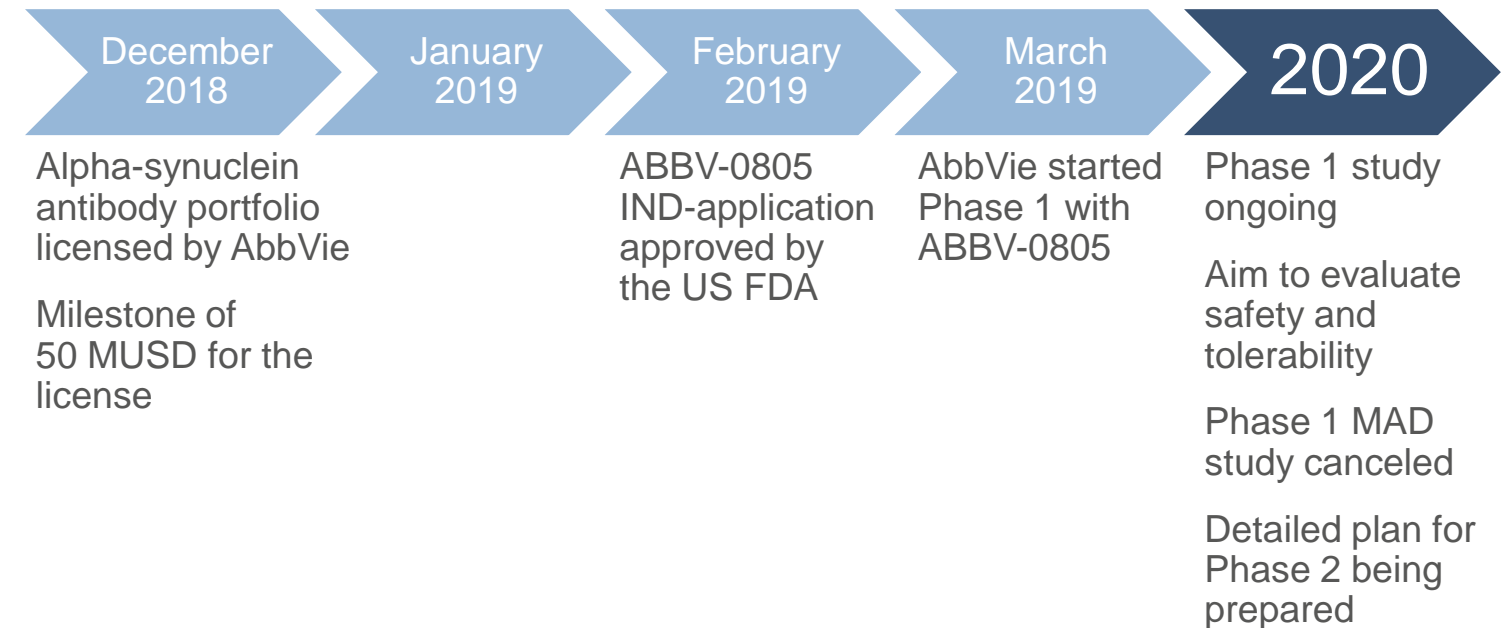 December
2018
January
2019
February
2019
March
2019
2020
Alpha-synuclein
antibody portfolio
licensed by AbbVie
Milestone of
50 MUSD for the
license
ABBV-0805
IND-application
approved by
the US FDA
AbbVie started
Phase 1 with
ABBV-0805
Phase 1 study
ongoing
Aim to evaluate
safety and
tolerability
Phase 1 MAD
study canceled
Detailed plan for
Phase 2 being
prepared